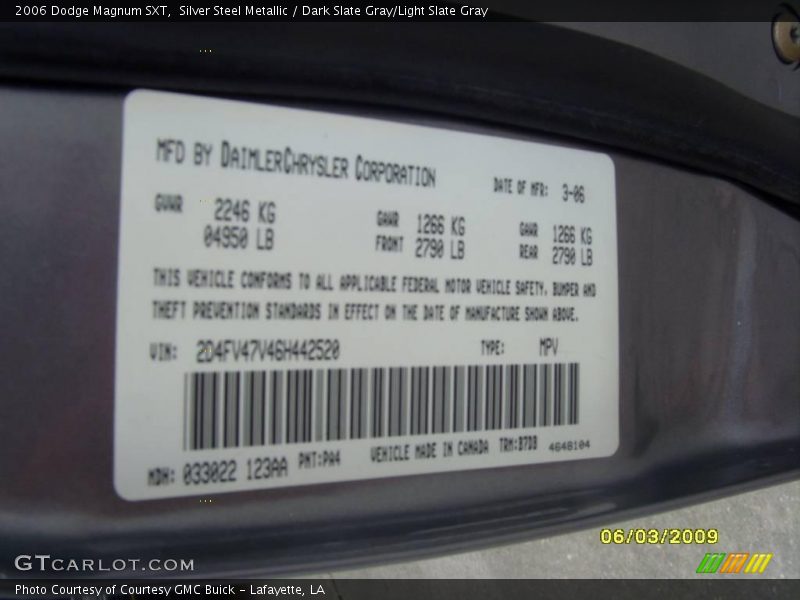 2006 Dodge Magnum SXT,  Silver Steel Metallic / Dark Slate Gray/Light Slate Gray
MFD BY DAIMLERCHRYSLER CORPORATION DATE OF MFR: 3-06
GVWR 2246 KG GAWR 1266 KG GAWR 1266 KG
04950 LB FRONT 2790 LB REAR 2790 LB
THIS VEHICLE CONFORMS TO ALL APPLICABLE FEDERAL MOTOR VEHICLE SAFETY, BUMPER AND
THEFT PREVENTION STANDARDS IN EFFECT ON THE DATE OF MANUFACTURE SHOWN ABOVE.
VIN: 2D4FV47V46H442520 TYPE: MPV
MDH: 033022 123AA PNT:PA4 VEHICLE MADE IN CANADA TRM:B7DB 4648104
06/03/2009
GTCARLOT.COM
Photo Courtesy of Courtesy GMC Buick - Lafayette, LA